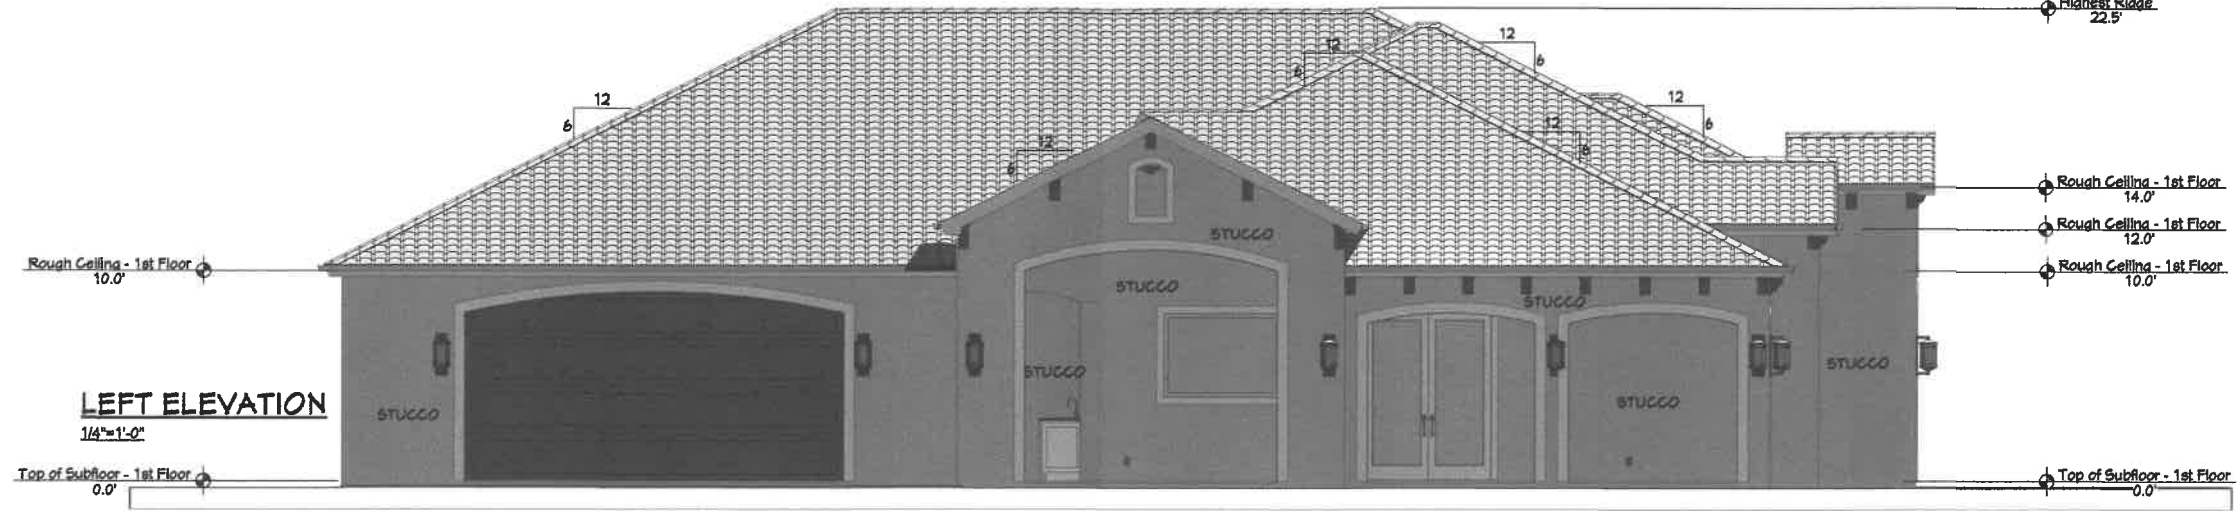 Highest Ridge
22.5'
12
6
12
6
12
6
12
6
12
6
12
6
Rough Ceiling - 1st Floor
14.0'
STUCCO
Rough Ceiling - 1st Floor
12.0'
Rough Ceiling - 1st Floor
10.0'
Rough Ceiling - 1st Floor
10.0'
STUCCO
STUCCO
STUCCO
STUCCO
STUCCO
STUCCO
LEFT ELEVATION
1/4"=1'-0"
Top of Subfloor - 1st Floor
0.0'
Top of Subfloor - 1st Floor
0.0'